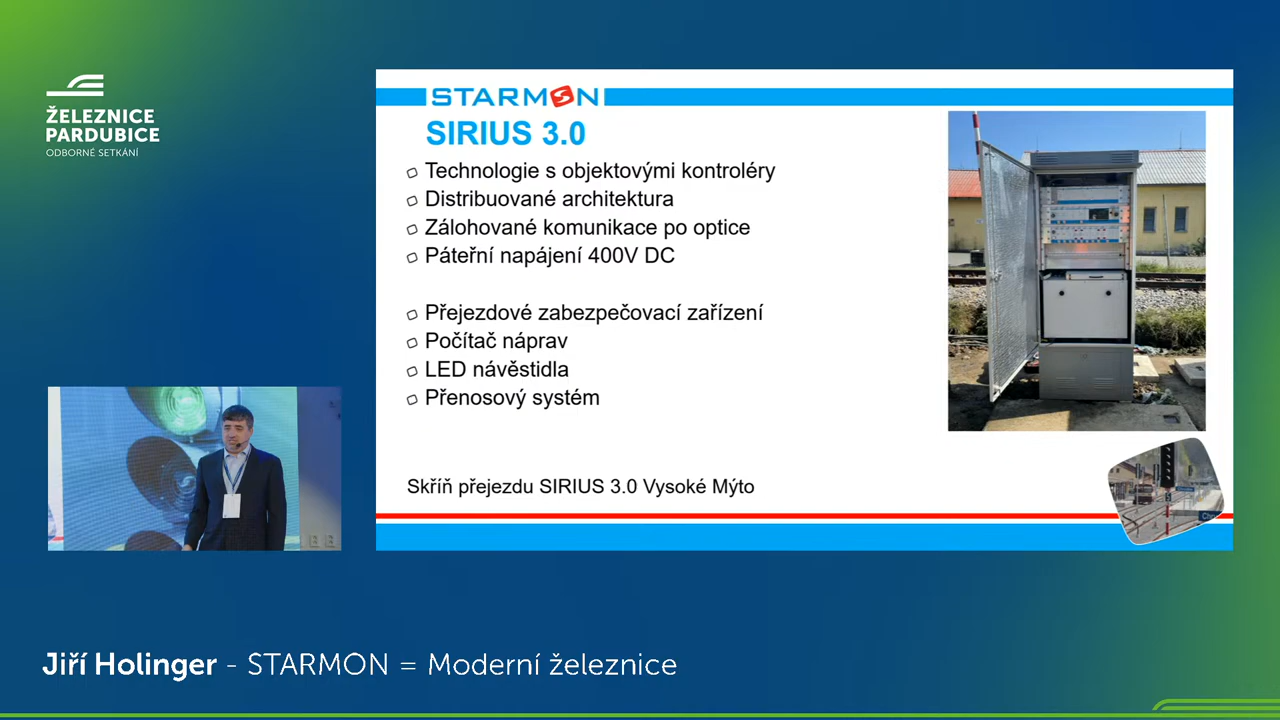 ŽELEZNICE
PARDUBICE
ODBORNÉ SETKÁNÍ
STARMON
SIRIUS 3.0
Technologie s objektovými kontroléry
Distribuované architektura
Zálohované komunikace po optice
Páteřní napájení 400V DC
Přejezdové zabezpečovací zařízení
Počítač náprav
LED návěstidla
Přenosový systém
Skříň přejezdu SIRIUS 3.0 Vysoké Mýto
Jiří Holinger - STARMON = Moderní železnice